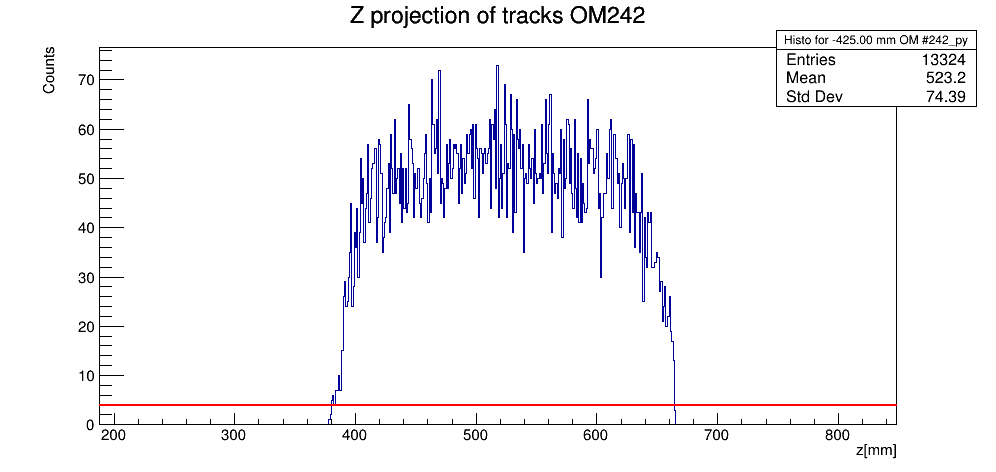 Z projection of tracks OM242
Histo for -425.00 mm OM #242_py
Entries 13324
Mean 523.2
Std Dev 74.39
Counts
70
60
50
40
30
20
10
0
200 300 400 500 600 700 800
z[mm]